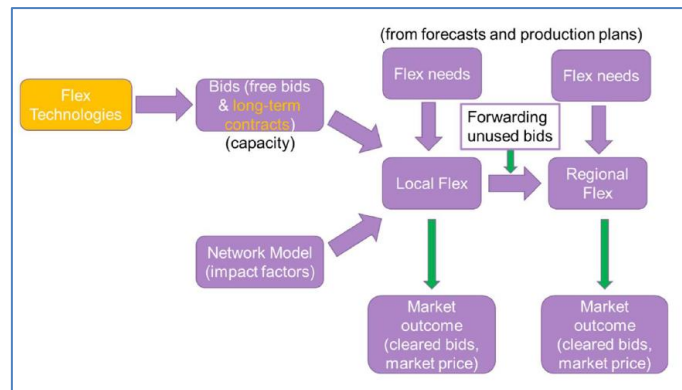 (from forecasts and production plans)
Flex
Technologies
Bids (free bids
& long-term
contracts)
(capacity)
Flex needs
Flex needs
Forwarding
unused bids
Local Flex
Regional
Flex
Network Model
(impact factors)
Market
outcome
(cleared bids,
market price)
Market
outcome
(cleared bids,
market price)